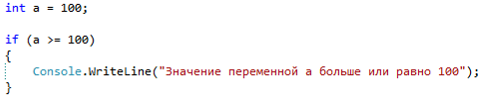 int a = 100;
if (a >= 100)
{
Console.WriteLine("Значение переменной a больше или равно 100");
}